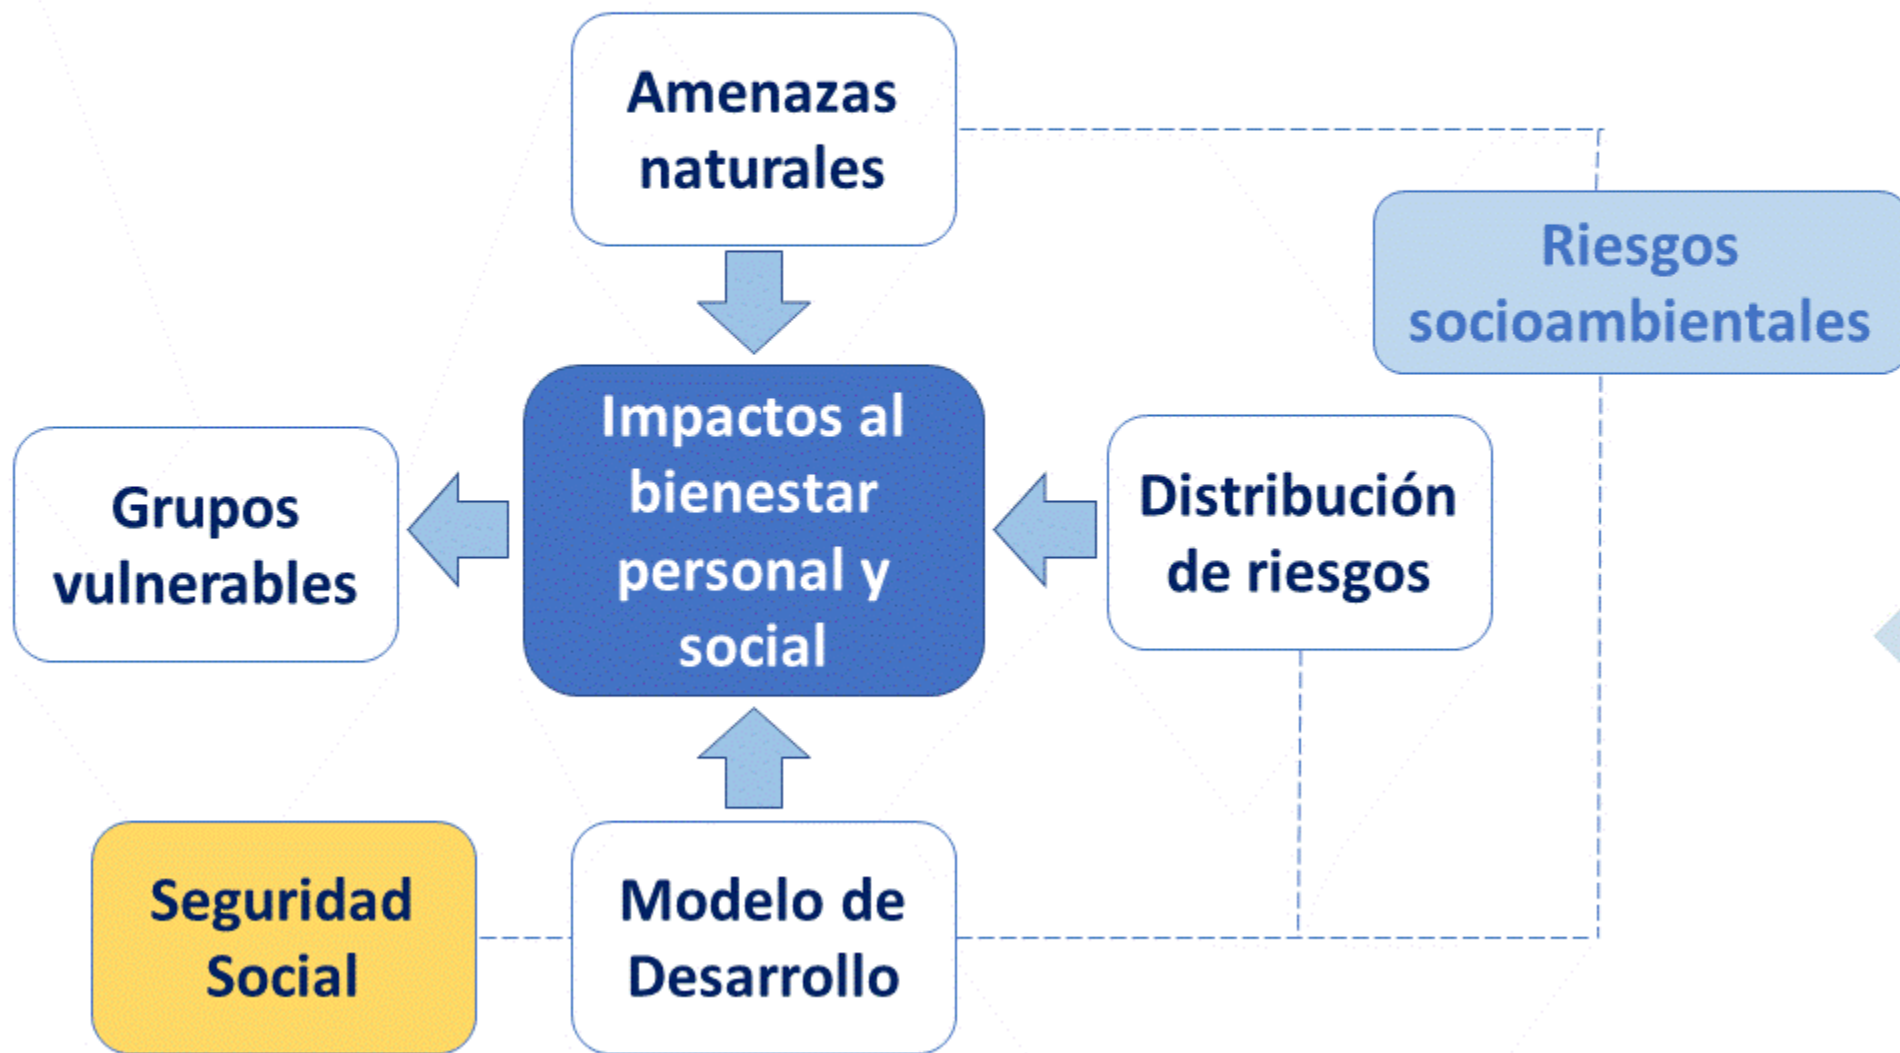 Amenazas
naturales
Riesgos
socioambientales
Impactos al
bienestar
personal y
social
Grupos
vulnerables
Distribución
de riesgos
Seguridad
Social
Modelo de
Desarrollo